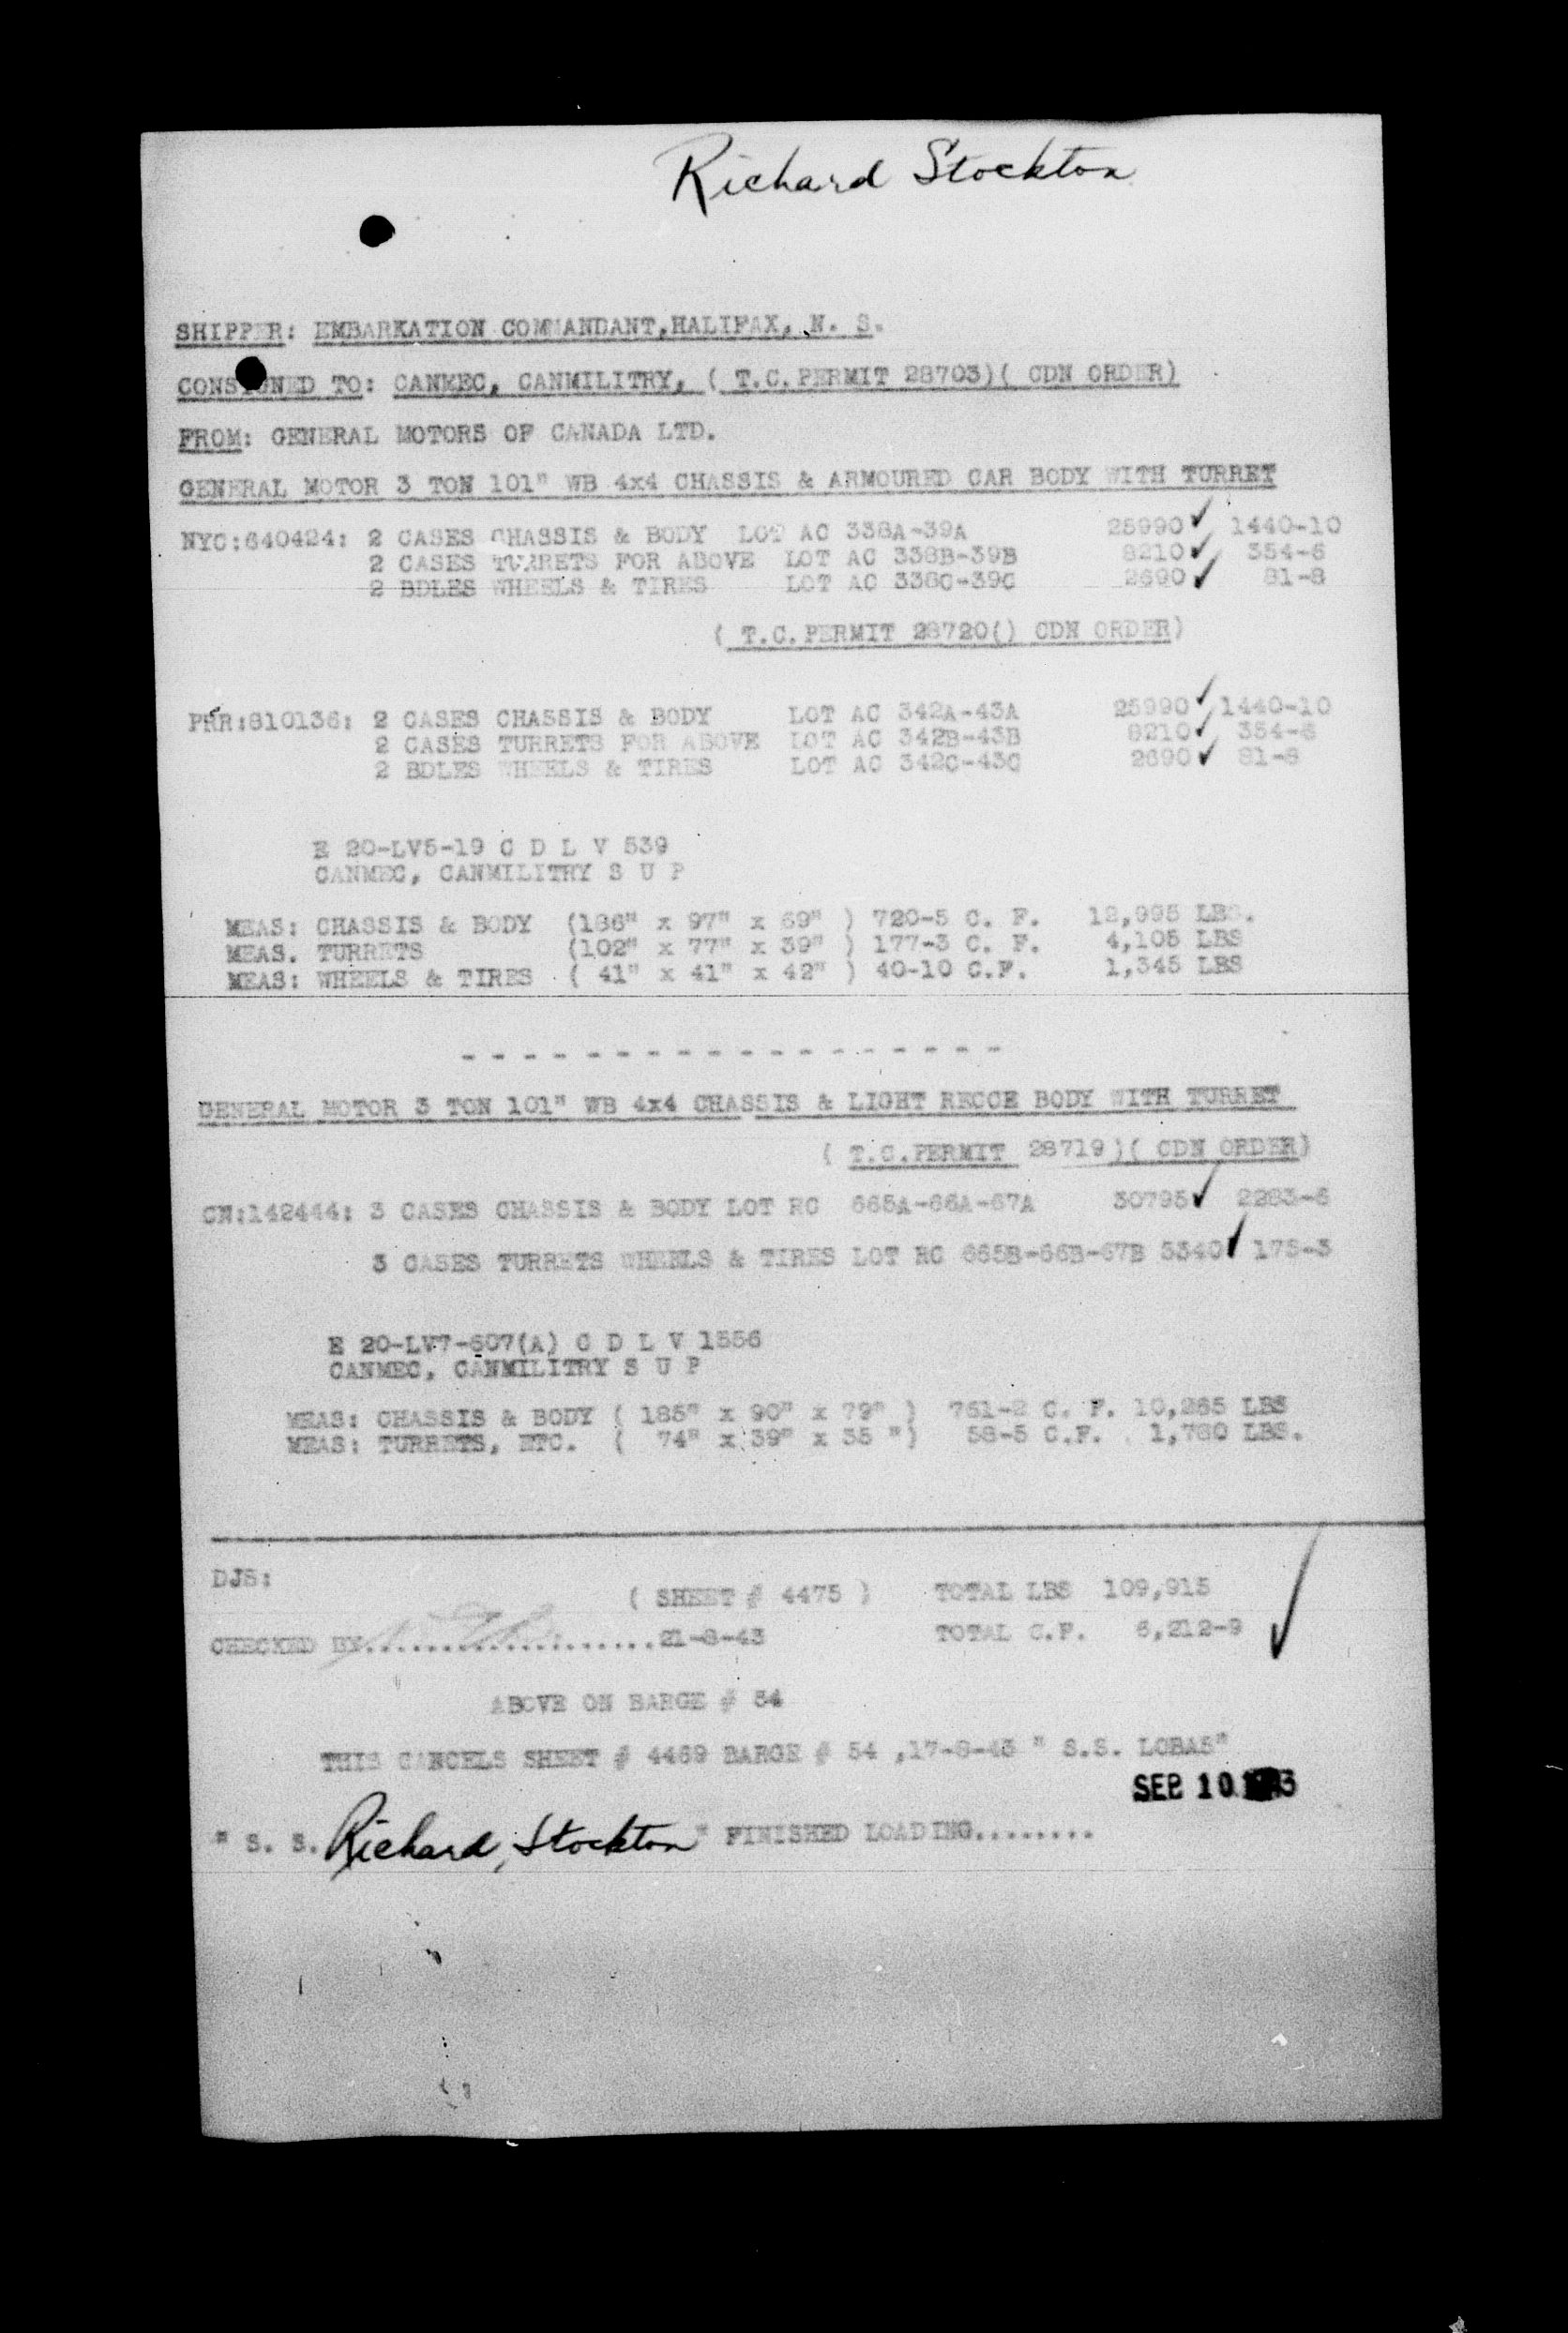 Richard Stockton
SHIPPER: EMBARKATION COMMANDANT,HALIFAX, N. S.
CONSIGNED TO: CANMEC, CANMILITRY, ( T.C.PERMIT 28703)( CDN ORDER)
FROM: GENERAL MOTORS OF CANADA LTD.
GENERAL MOTOR 3 TON 101" WB 4x4 CHASSIS & ARMOURED CAR BODY WITH TURRET
NYC:640424: 2 CASES CHASSIS & BODY LOT AC 338A-39A 25990✓ 1440-10
2 CASES TURRETS FOR ABOVE LOT AC 338B-39B 8210✓ 354-6
2 BDLES WHEELS & TIRES LOT AC 338C-39C 2690✓ 81-8
( T.C.PERMIT 28720() CDN ORDER)
PRR:810136: 2 CASES CHASSIS & BODY LOT AC 342A-43A 25990✓ 1440-10
2 CASES TURRETS FOR ABOVE LOT AC 342B-43B 8210✓ 354-6
2 BDLES WHEELS & TIRES LOT AC 342C-43C 2690✓ 81-8
E 20-LV5-19 C D L V 539
CANMEC, CANMILITRY S U P
MEAS: CHASSIS & BODY (186" x 97" x 69" ) 720-5 C. F. 12,995 LBS.
MEAS. TURRETS (102" x 77" x 39" ) 177-3 C. F. 4,105 LBS
MEAS: WHEELS & TIRES ( 41" x 41" x 42" ) 40-10 C.F. 1,345 LBS
- - - - - - - - - - - - - - - - - -
GENERAL MOTOR 3 TON 101" WB 4x4 CHASSIS & LIGHT RECCE BODY WITH TURRET
( T.C.PERMIT 28719)( CDN ORDER)
CN:142444: 3 CASES CHASSIS & BODY LOT RC 665A-66A-67A 30795✓ 2283-6
3 CASES TURRETS WHEELS & TIRES LOT RC 665B-66B-67B 5340✓ 175-3
E 20-LV7-607(A) C D L V 1556
CANMEC, CANMILITRY S U P
MEAS: CHASSIS & BODY ( 185" x 90" x 79" ) 761-2 C. F. 10,265 LBS
MEAS: TURRETS, ETC. ( 74" x 39" x 35 ") 58-5 C.F. 1,780 LBS.
DJS:
( SHEET # 4475 ) TOTAL LBS 109,915
CHECKED BY...................21-8-43 TOTAL C.F. 6,212-9 ✓
ABOVE ON BARGE # 54
THIS CANCELS SHEET # 4469 BARGE # 54 ,17-8-43 " S.S. LOBAS"
SEP 10
" S. S. Richard Stockton" FINISHED LOADING........